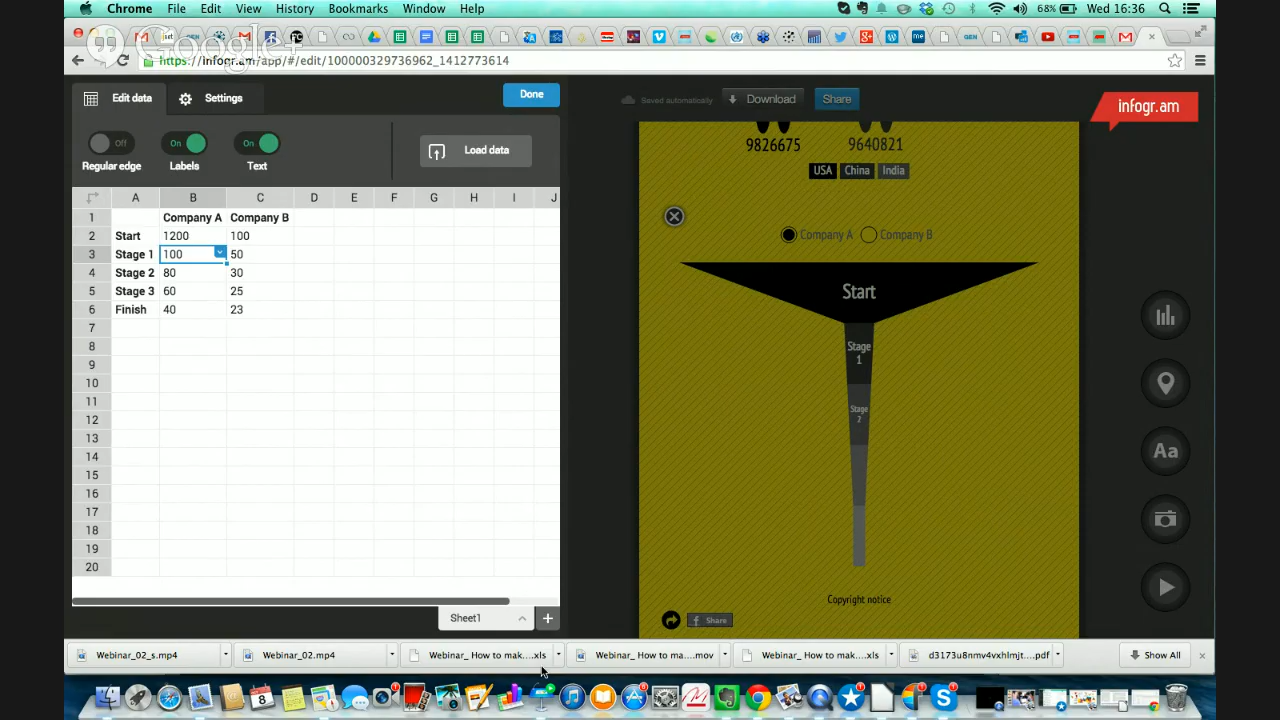 Chrome File Edit View History Bookmarks Window Help
68% Wed 16:36
Google+
https://infogr.am/app/#/edit/100000329736962_1412773614
Edit data Settings Done
Saved automatically Download Share infogr.am
Off On On Load data
Regular edge Labels Text
9826675 9640821
USA China India
A B C D E F G H I J
1 Company A Company B
2 Start 1200 100
3 Stage 1 100 50
4 Stage 2 80 30
5 Stage 3 60 25
6 Finish 40 23
7
8
9
10
11
12
13
14
15
16
17
18
19
20
Company A Company B
Start
Stage
1
Stage
2
Aa
Copyright notice
Share
Sheet1 +
Webinar_02_s.mp4 Webinar_02.mp4 Webinar_ How to mak....xls Webinar_ How to ma....mov Webinar_ How to mak....xls d3173u8nmv4vxhlmjt....pdf Show All
8